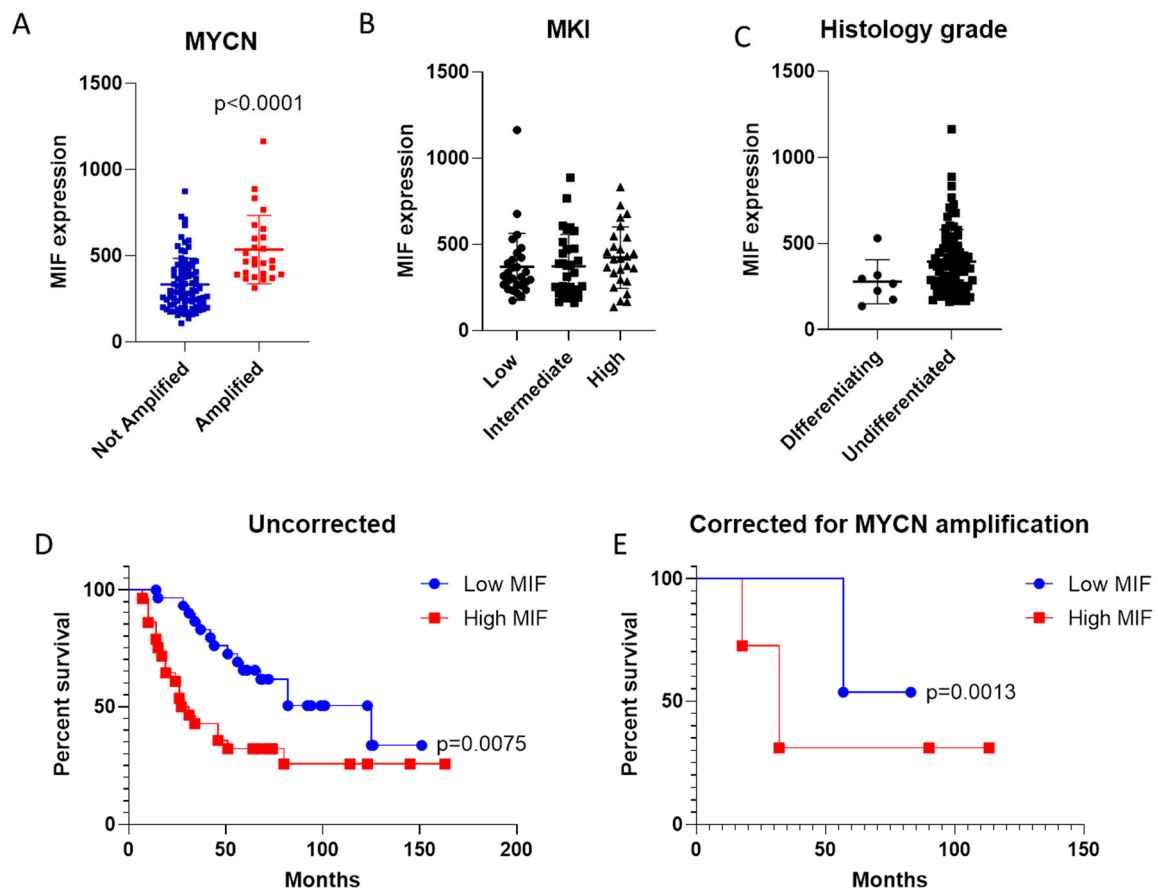 A
MYCN
1500
1000
500
0
MIF expression
p<0.0001
Not Amplified
Amplified
B
MKI
1500
1000
500
0
MIF expression
Low
Intermediate
High
C
Histology grade
1500
1000
500
0
MIF expression
DIfferentiating
Undifferentiated
D
Uncorrected
100
50
0
Percent survival
Low MIF
High MIF
p=0.0075
0
50
100
150
200
Months
E
Corrected for MYCN amplification
100
50
0
Percent survival
Low MIF
High MIF
p=0.0013
0
50
100
150
Months